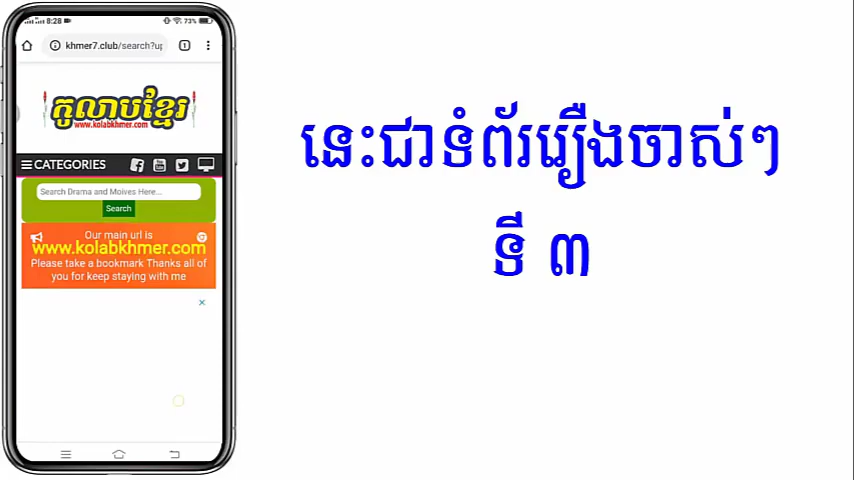 8:28
73%
khmer7.club/search?up
1
កូលាបខ្មែរ
www.kolabkhmer.com
CATEGORIES
Search Drama and Moives Here...
Search
Our main url is
www.kolabkhmer.com
Please take a bookmark Thanks all of
you for keep staying with me
នេះជាទំព័ររឿងចាស់ៗ
ទី ៣